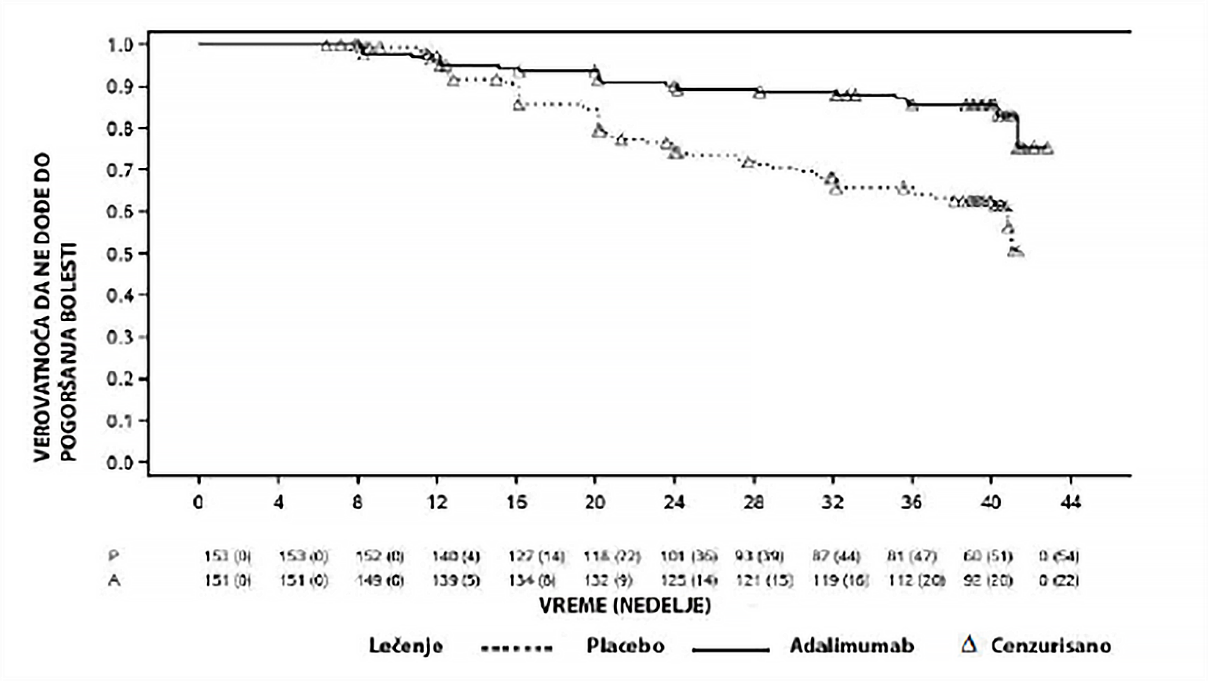 1.0
0.9
0.8
0.7
0.6
0.5
0.4
0.3
0.2
0.1
0.0
VEROVATNOĆA DA NE DOĐE DO
POGORŠANJA BOLESTI
0 4 8 12 16 20 24 28 32 36 40 44
P 153 (0) 153 (0) 152 (0) 140 (4) 127 (14) 118 (22) 101 (36) 93 (39) 87 (44) 81 (47) 60 (51) 0 (54)
A 151 (0) 151 (0) 149 (0) 139 (5) 134 (8) 132 (9) 125 (14) 121 (15) 119 (16) 112 (20) (20) 0 (22)
VREME (NEDELJE)
Lečenje Placebo Adalimumab Cenzurisano